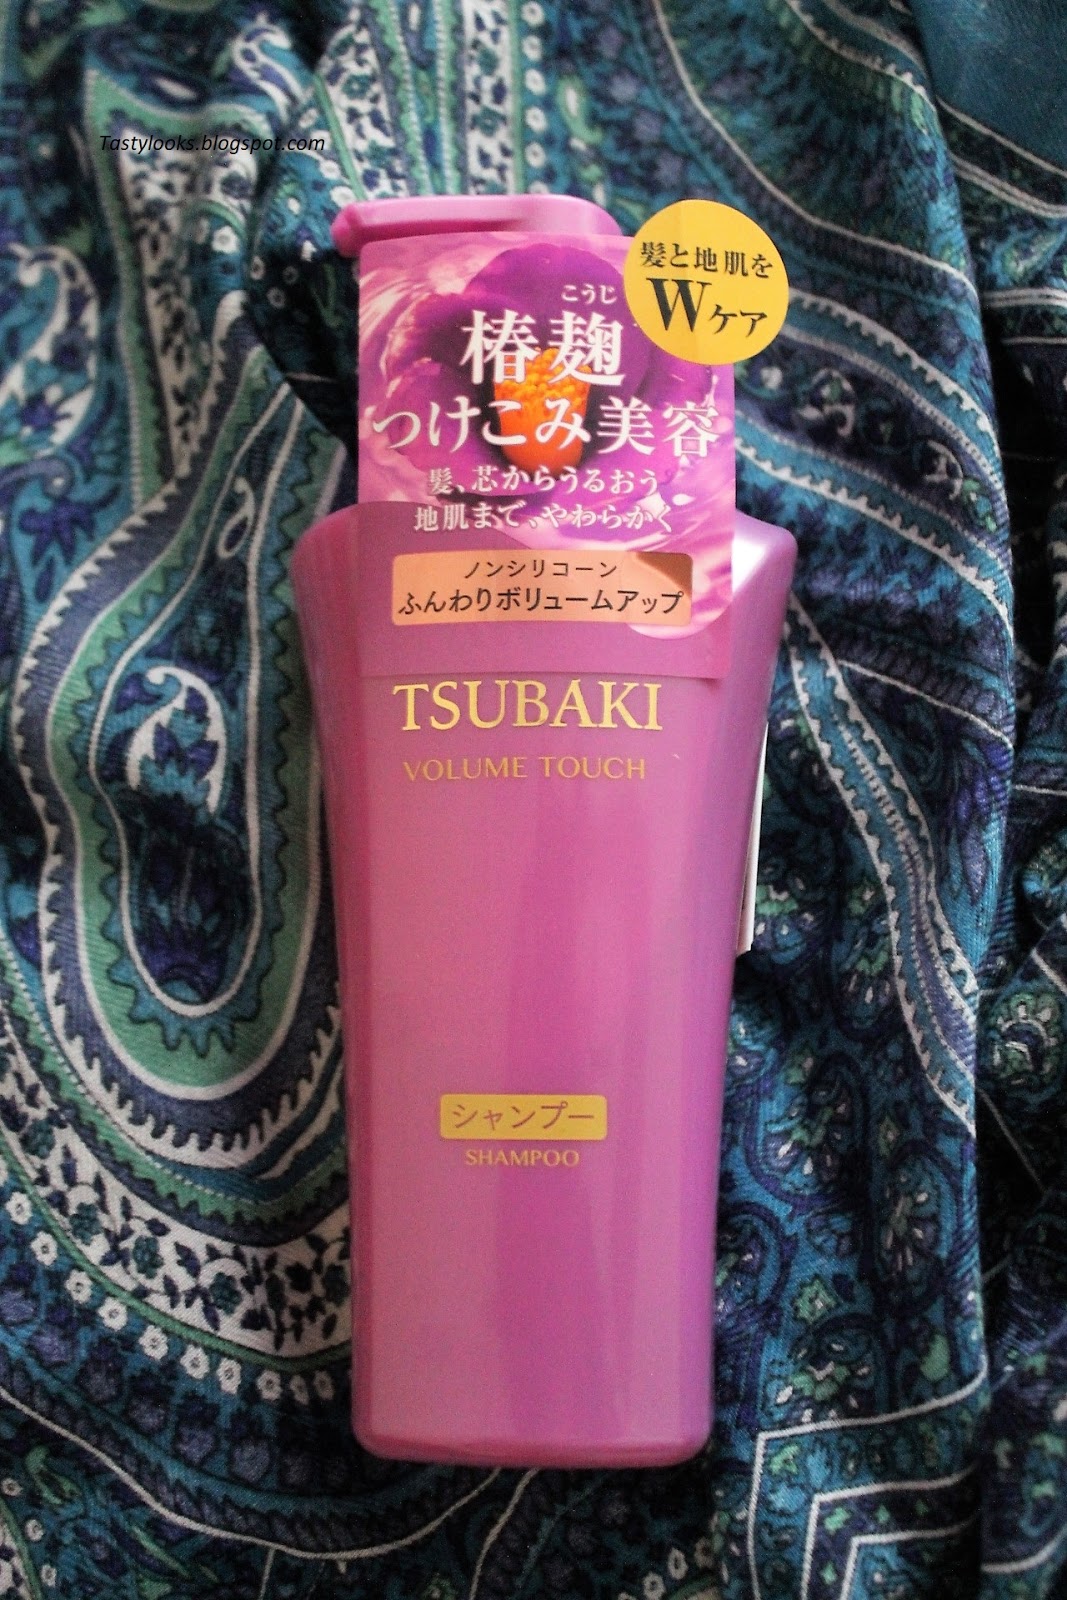 Tastylooks.blogspot.com
髪と地肌を
Wケア
こうじ
椿麹
つけこみ美容
髪、芯からうるおう
地肌まで、やわらかく
ノンシリコーン
ふんわりボリュームアップ
TSUBAKI
VOLUME TOUCH
シャンプー
SHAMPOO